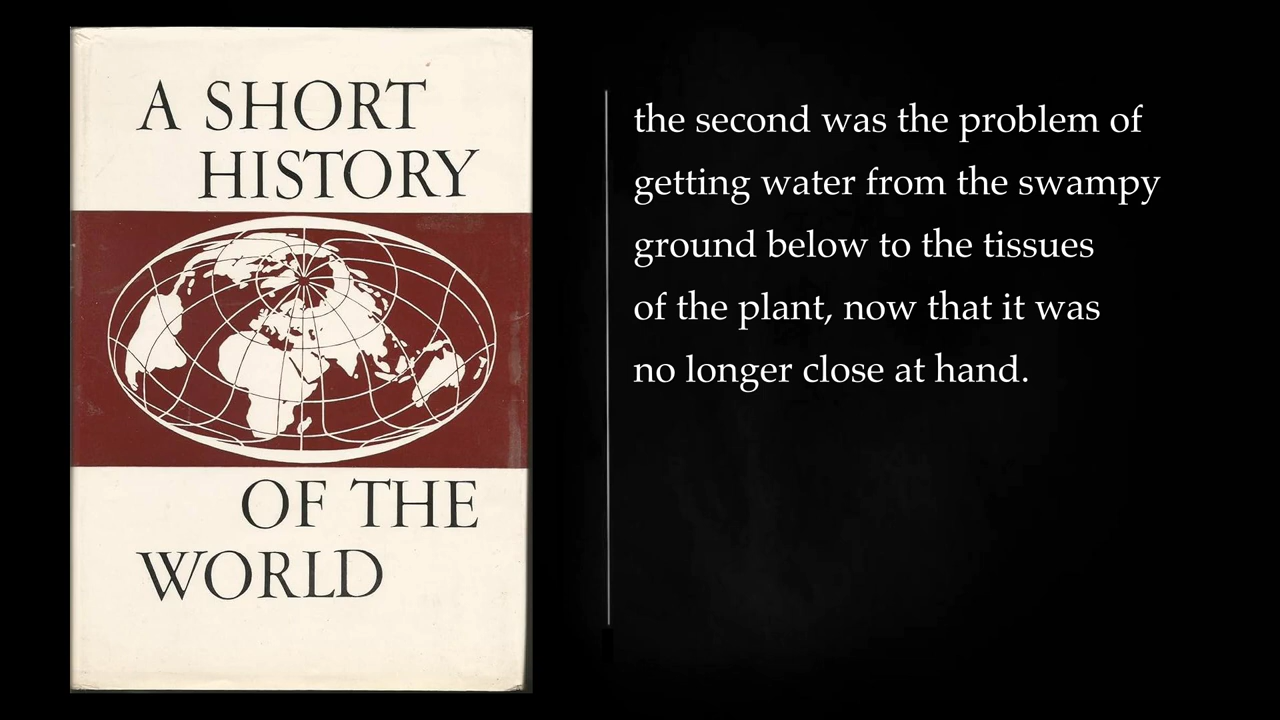 A SHORT
HISTORY
OF THE
WORLD
the second was the problem of
getting water from the swampy
ground below to the tissues
of the plant, now that it was
no longer close at hand.